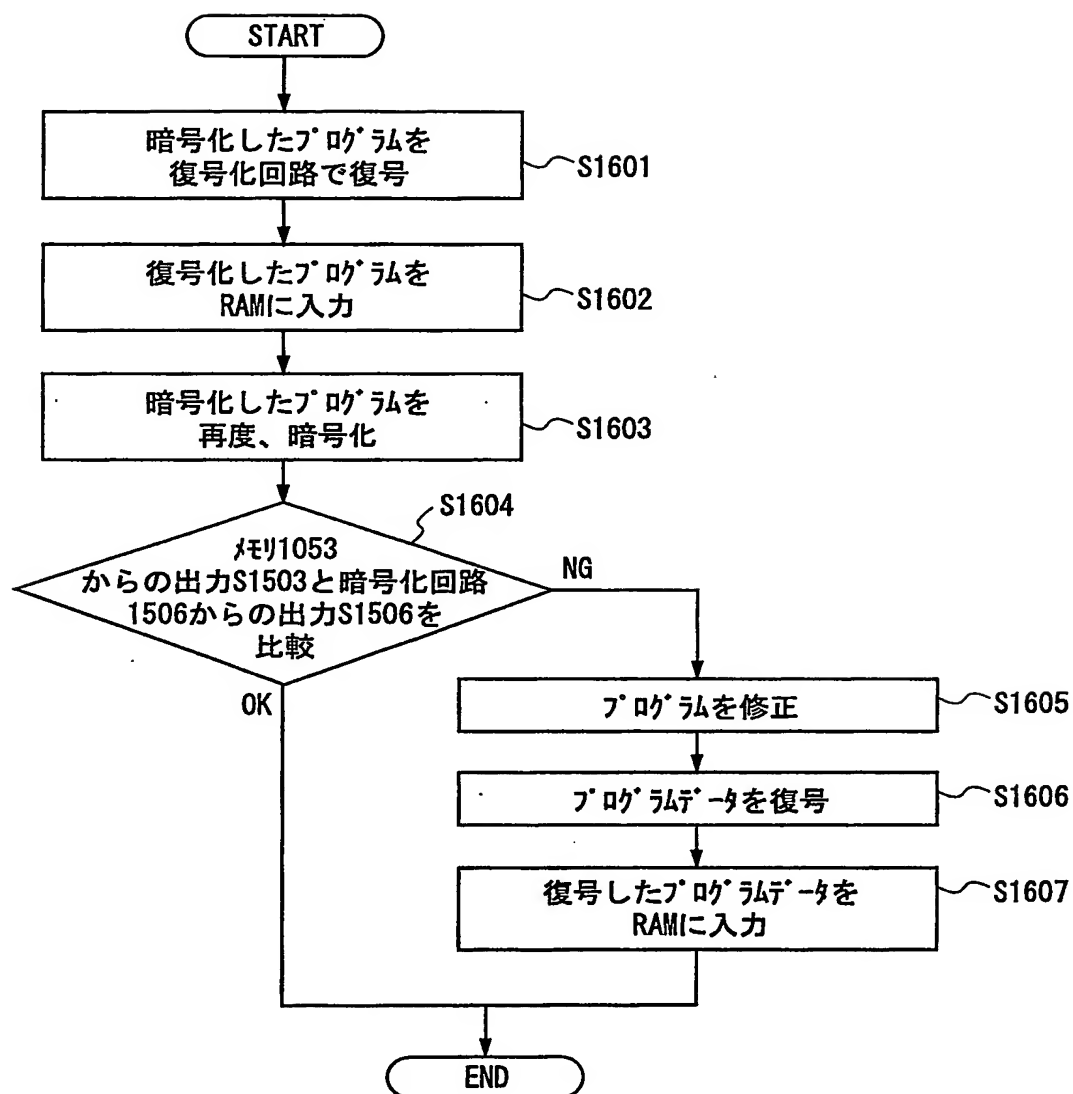 START
暗号化したﾌﾟﾛｸﾞﾗﾑを
復号化回路で復号
S1601
復号化したﾌﾟﾛｸﾞﾗﾑを
RAMに入力
S1602
暗号化したﾌﾟﾛｸﾞﾗﾑを
再度、暗号化
S1603
S1604
ﾒﾓﾘ1053
からの出力S1503と暗号化回路
1506からの出力S1506を
比較
NG
OK
ﾌﾟﾛｸﾞﾗﾑを修正
S1605
ﾌﾟﾛｸﾞﾗﾑﾃﾞｰﾀを復号
S1606
復号したﾌﾟﾛｸﾞﾗﾑﾃﾞｰﾀを
RAMに入力
S1607
END